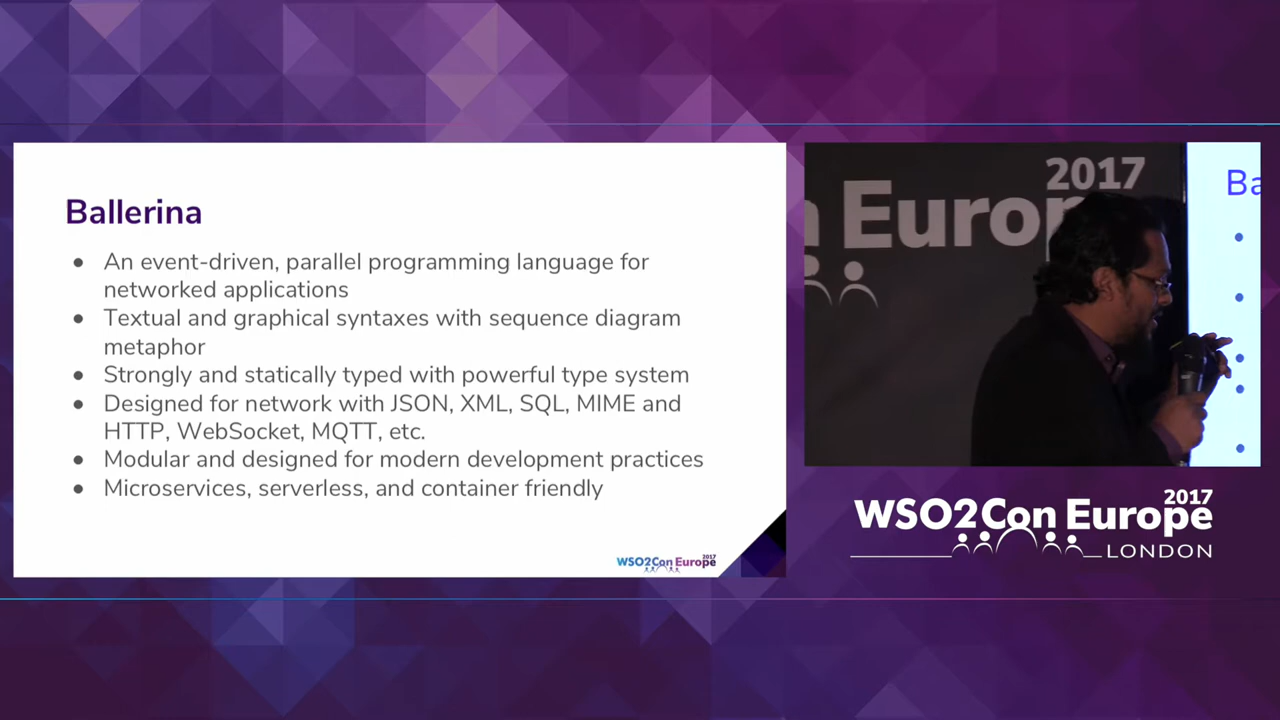 Ballerina
● An event-driven, parallel programming language for
networked applications
● Textual and graphical syntaxes with sequence diagram
metaphor
● Strongly and statically typed with powerful type system
● Designed for network with JSON, XML, SQL, MIME and
HTTP, WebSocket, MQTT, etc.
● Modular and designed for modern development practices
● Microservices, serverless, and container friendly
WSO2Con Europe 2017
2017
n Europe
Ba
2017
WSO2Con Europe
LONDON